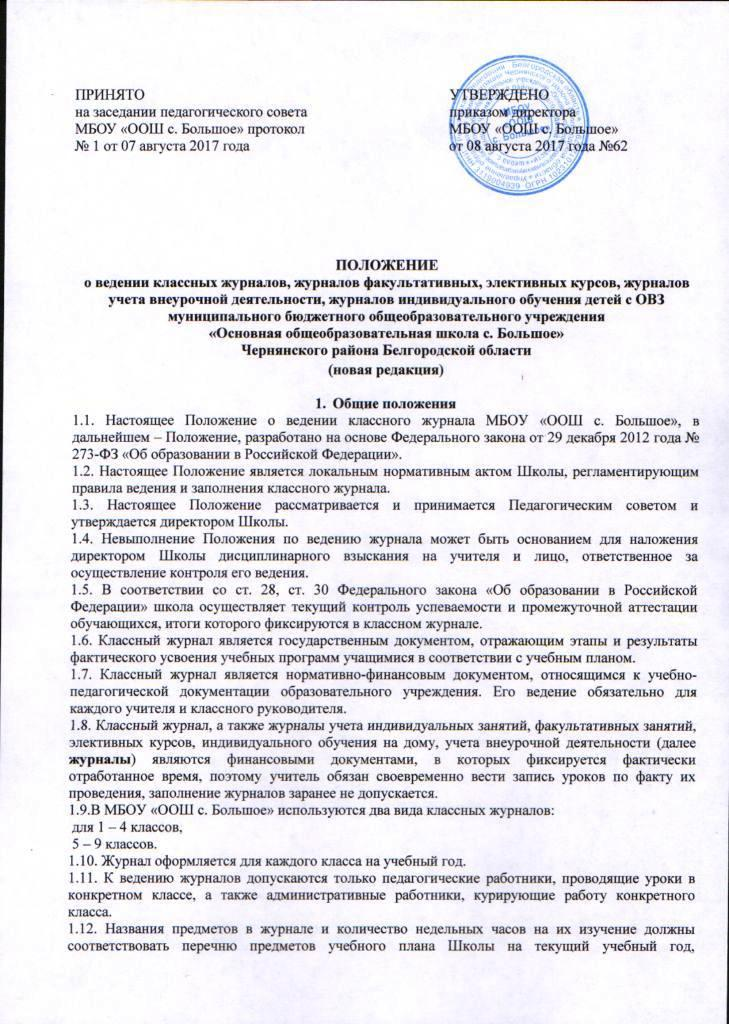 ПРИНЯТО
на заседании педагогического совета
МБОУ «ООШ с. Большое» протокол
№ 1 от 07 августа 2017 года
УТВЕРЖДЕНО
приказом директора
МБОУ «ООШ с. Большое»
от 08 августа 2017 года №62
МБОУ
«ООШ
с. Большое»
ПОЛОЖЕНИЕ
о ведении классных журналов, журналов факультативных, элективных курсов, журналов
учета внеурочной деятельности, журналов индивидуального обучения детей с ОВЗ
муниципального бюджетного общеобразовательного учреждения
«Основная общеобразовательная школа с. Большое»
Чернянского района Белгородской области
(новая редакция)
1. Общие положения
1.1. Настоящее Положение о ведении классного журнала МБОУ «ООШ с. Большое», в
дальнейшем – Положение, разработано на основе Федерального закона от 29 декабря 2012 года №
273-ФЗ «Об образовании в Российской Федерации».
1.2. Настоящее Положение является локальным нормативным актом Школы, регламентирующим
правила ведения и заполнения классного журнала.
1.3. Настоящее Положение рассматривается и принимается Педагогическим советом и
утверждается директором Школы.
1.4. Невыполнение Положения по ведению журнала может быть основанием для наложения
директором Школы дисциплинарного взыскания на учителя и лицо, ответственное за
осуществление контроля его ведения.
1.5. В соответствии со ст. 28, ст. 30 Федерального закона «Об образовании в Российской
Федерации» школа осуществляет текущий контроль успеваемости и промежуточной аттестации
обучающихся, итоги которого фиксируются в классном журнале.
1.6. Классный журнал является государственным документом, отражающим этапы и результаты
фактического усвоения учебных программ учащимися в соответствии с учебным планом.
1.7. Классный журнал является нормативно-финансовым документом, относящимся к учебно-
педагогической документации образовательного учреждения. Его ведение обязательно для
каждого учителя и классного руководителя.
1.8. Классный журнал, а также журналы учета индивидуальных занятий, факультативных занятий,
элективных курсов, индивидуального обучения на дому, учета внеурочной деятельности (далее
журналы) являются финансовыми документами, в которых фиксируется фактически
отработанное время, поэтому учитель обязан своевременно вести запись уроков по факту их
проведения, заполнение журналов заранее не допускается.
1.9.В МБОУ «ООШ с. Большое» используются два вида классных журналов:
для 1 – 4 классов,
5 – 9 классов.
1.10. Журнал оформляется для каждого класса на учебный год.
1.11. К ведению журналов допускаются только педагогические работники, проводящие уроки в
конкретном классе, а также административные работники, курирующие работу конкретного
класса.
1.12. Названия предметов в журнале и количество недельных часов на их изучение должны
соответствовать перечню предметов учебного плана Школы на текущий учебный год,